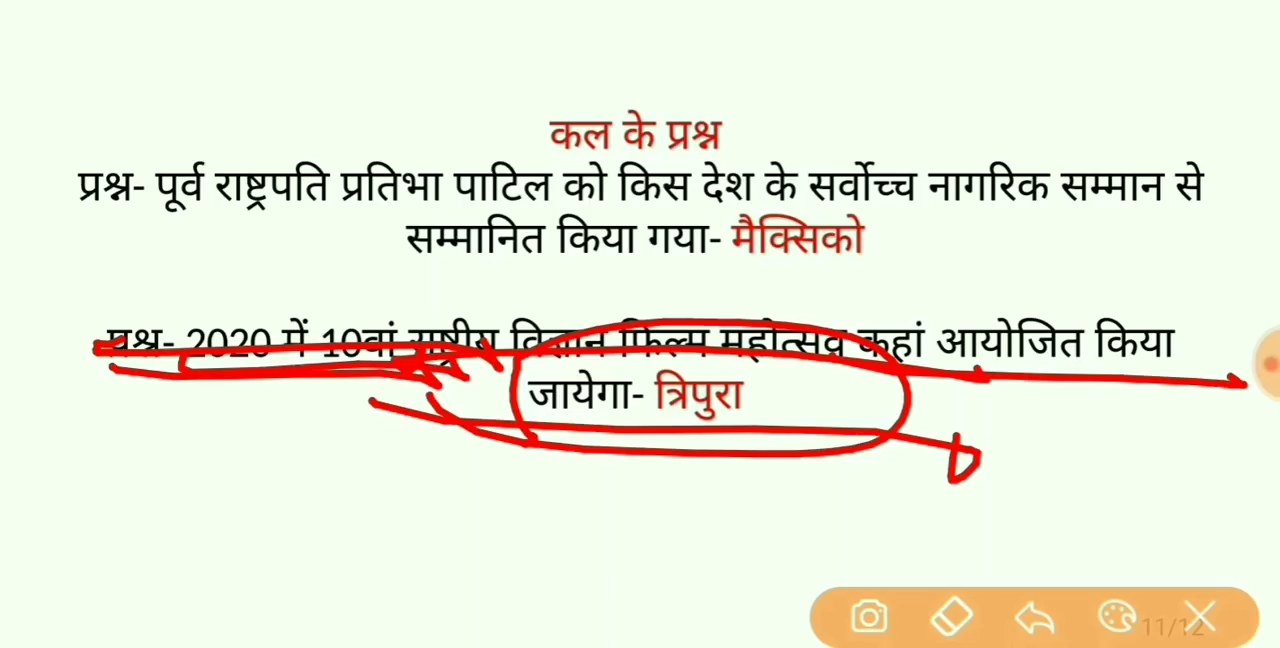 कल के प्रश्न
प्रश्न- पूर्व राष्ट्रपति प्रतिभा पाटिल को किस देश के सर्वोच्च नागरिक सम्मान से
सम्मानित किया गया- मैक्सिको
प्रश्न- 2020 में 10वां राष्ट्रीय विज्ञान फिल्म महोत्सव कहां आयोजित किया
जायेगा- त्रिपुरा
11/12